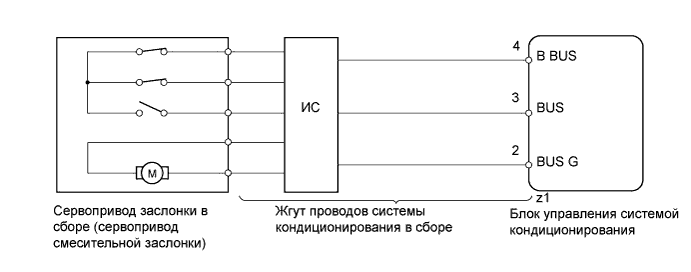 4
B BUS
3
BUS
ИС
2
BUS G
M
z1
Сервопривод заслонки в
сборе (сервопривод
смесительной заслонки)
Жгут проводов системы
кондиционирования в сборе
Блок управления системой
кондиционирования